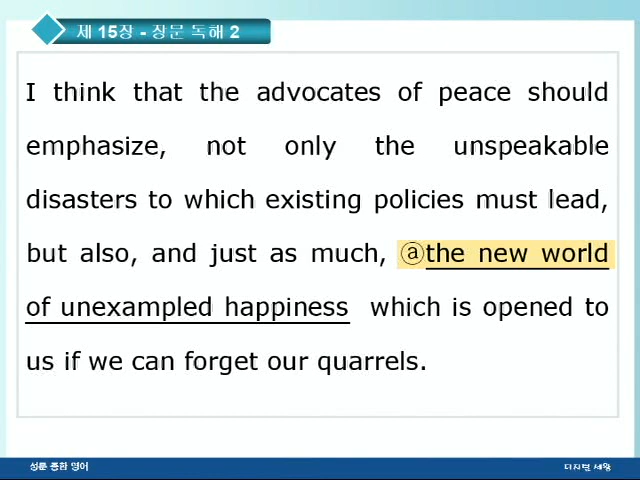 제 15장 - 장문 독해 2
I think that the advocates of peace should
emphasize, not only the unspeakable
disasters to which existing policies must lead,
but also, and just as much, ⓐthe new world
of unexampled happiness which is opened to
us if we can forget our quarrels.
성문 종합 영어
디지털 세왕